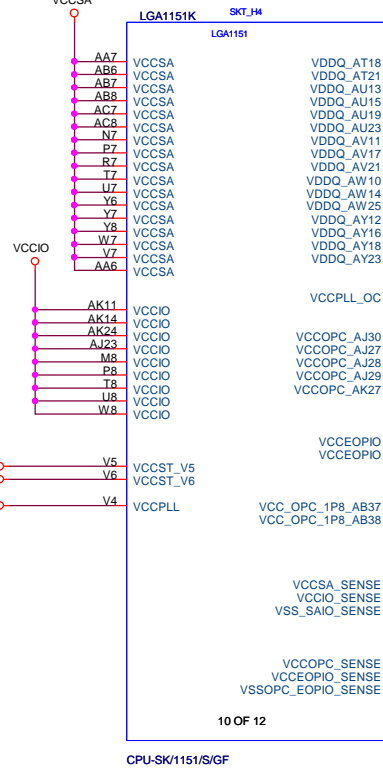 VCCSA
LGA1151K SKT_H4
LGA1151
AA7 VCCSA VDDQ_AT18
AB6 VCCSA VDDQ_AT21
AB7 VCCSA VDDQ_AU13
AB8 VCCSA VDDQ_AU15
AC7 VCCSA VDDQ_AU19
AC8 VCCSA VDDQ_AU23
N7 VCCSA VDDQ_AV11
P7 VCCSA VDDQ_AV17
R7 VCCSA VDDQ_AV21
T7 VCCSA VDDQ_AW10
U7 VCCSA VDDQ_AW14
Y6 VCCSA VDDQ_AW25
Y7 VCCSA VDDQ_AY12
Y8 VCCSA VDDQ_AY16
W7 VCCSA VDDQ_AY18
V7 VCCSA VDDQ_AY23
AA6 VCCSA
VCCIO
VCCPLL_OC
AK11 VCCIO
AK14 VCCIO
AK24 VCCIO VCCOPC_AJ30
AJ23 VCCIO VCCOPC_AJ27
M8 VCCIO VCCOPC_AJ28
P8 VCCIO VCCOPC_AJ29
T8 VCCIO VCCOPC_AK27
U8 VCCIO
W8 VCCIO
VCCEOPIO
VCCEOPIO
V5 VCCST_V5
V6 VCCST_V6
V4 VCCPLL VCC_OPC_1P8_AB37
VCC_OPC_1P8_AB38
VCCSA_SENSE
VCCIO_SENSE
VSS_SAIO_SENSE
VCCOPC_SENSE
VCCEOPIO_SENSE
VSSOPC_EOPIO_SENSE
10 OF 12
CPU-SK/1151/S/GF